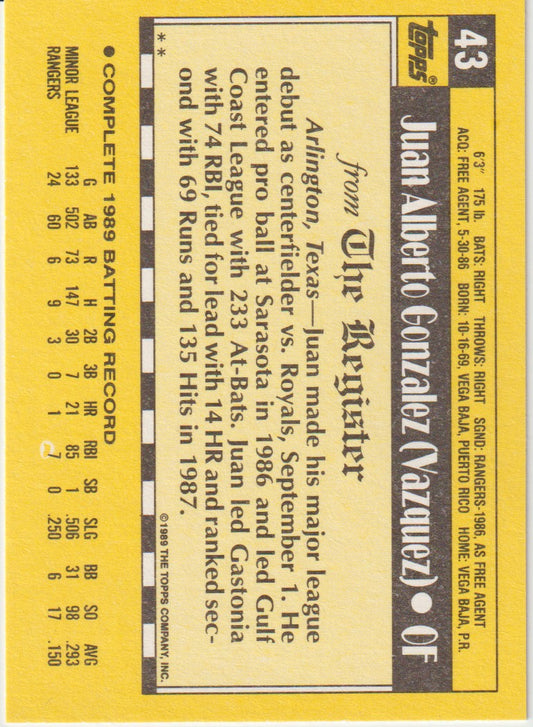 43
topps®
6'3" 175 lb. BATS: RIGHT THROWS: RIGHT SGND: RANGERS-1986, AS FREE AGENT
ACQ: FREE AGENT, 5-30-86 BORN: 10-16-69, VEGA BAJA, PUERTO RICO HOME: VEGA BAJA, P.R.
Juan Alberto Gonzalez (Vazquez) ● OF
from The Register
Arlington, Texas—Juan made his major league
debut as centerfielder vs. Royals, September 1. He
entered pro ball at Sarasota in 1986 and led Gulf
Coast League with 233 At-Bats. Juan led Gastonia
with 74 RBI, tied for lead with 14 HR and ranked sec-
ond with 69 Runs and 135 Hits in 1987.
** ©1989 THE TOPPS COMPANY, INC.
● COMPLETE 1989 BATTING RECORD
G AB R H 2B 3B HR RBI SB SLG BB SO AVG
MINOR LEAGUE 133 502 73 147 30 7 21 85 1 .506 31 98 .293
RANGERS 24 60 6 9 3 0 1 7 0 .250 6 17 .150